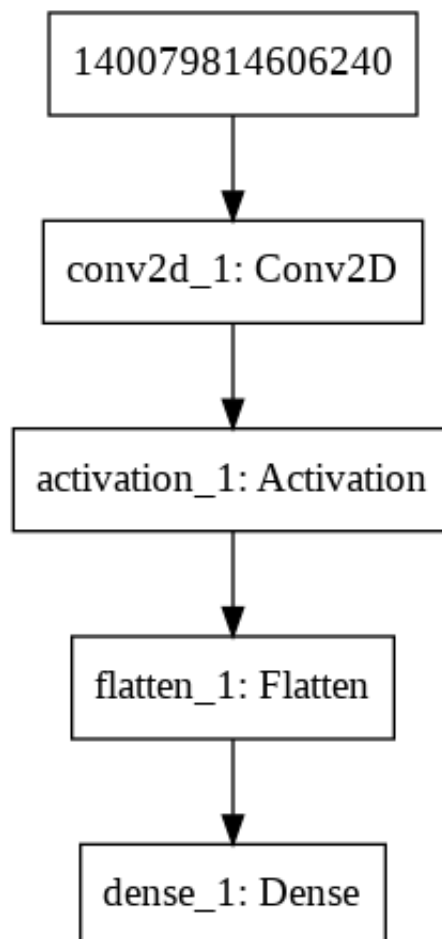 140079814606240
conv2d_1: Conv2D
activation_1: Activation
flatten_1: Flatten
dense_1: Dense